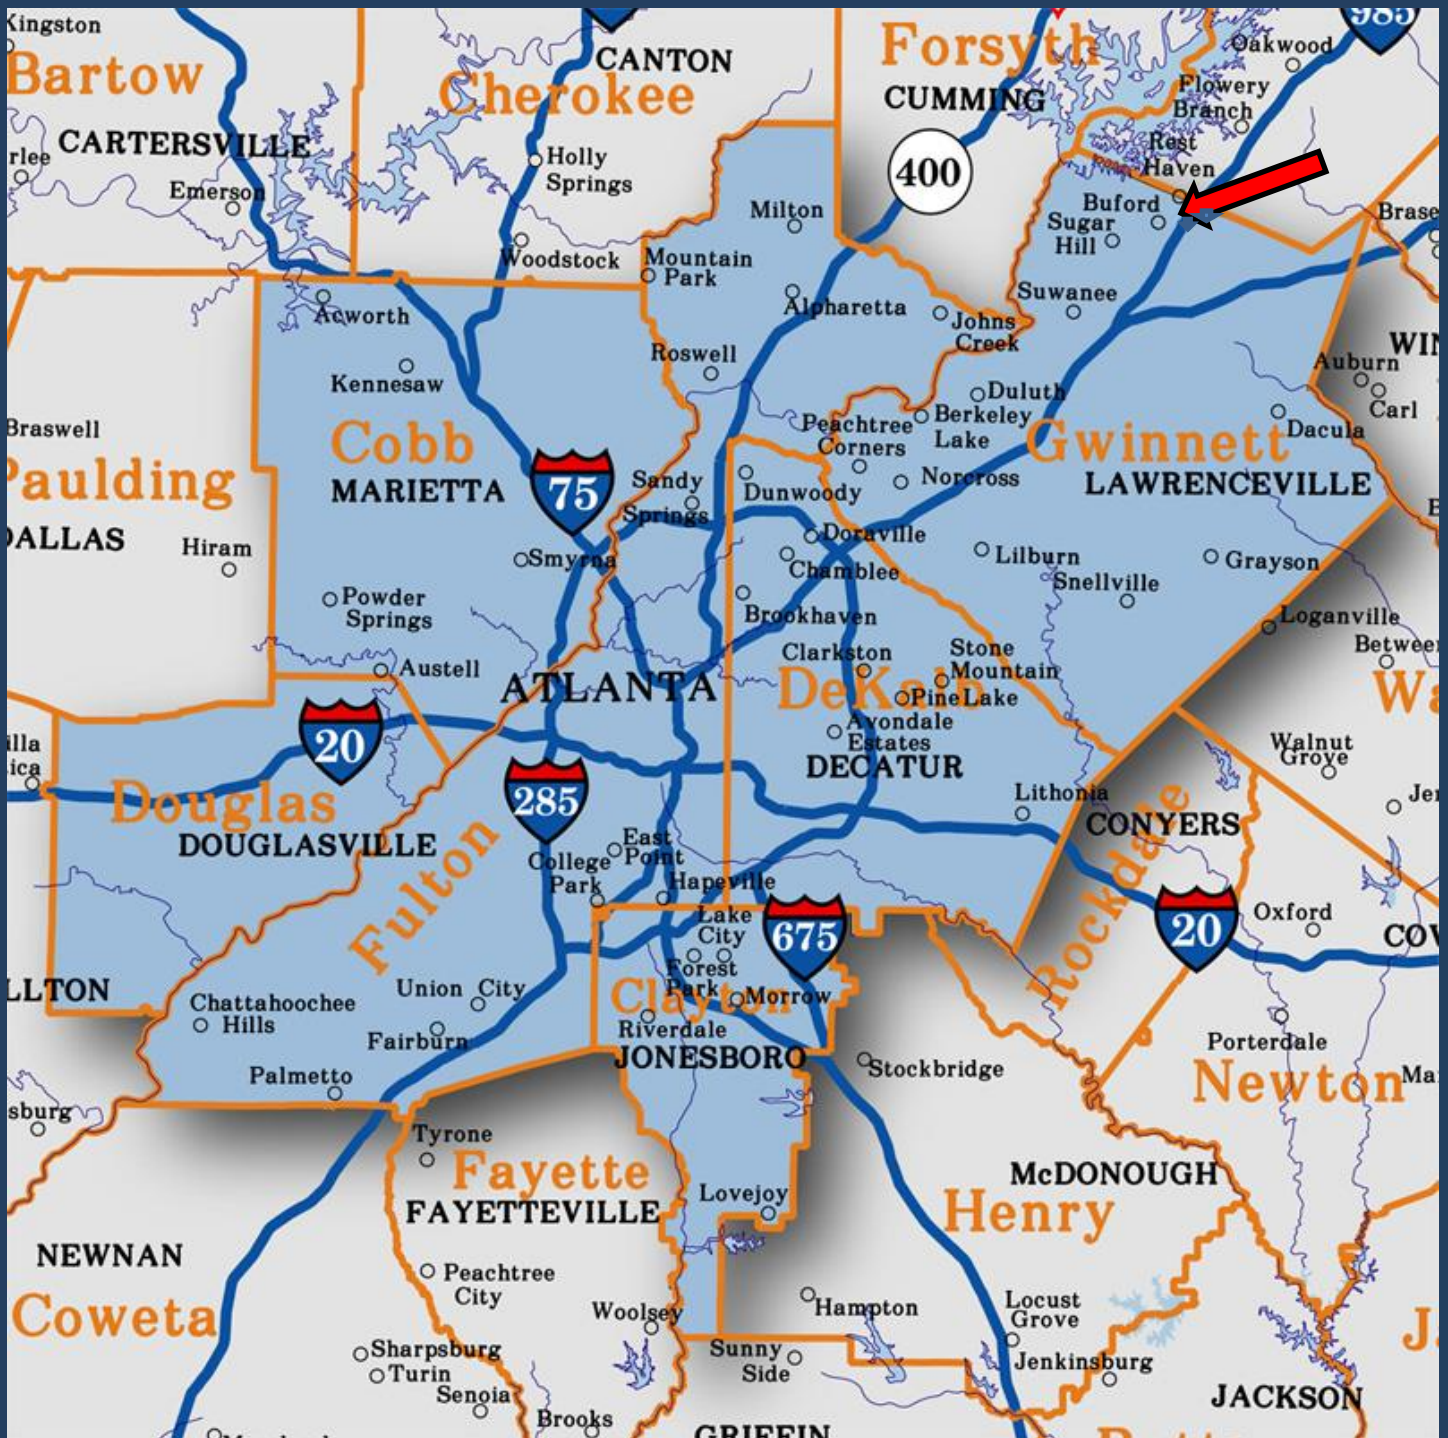 Kingston
Bartow
CARTERSVILLE
Emerson
CANTON
Cherokee
Holly
Springs
Woodstock
Forsyth
CUMMING
400
985
Oakwood
Flowery
Branch
Rest
Haven
Buford
Sugar
Hill
Suwanee
Milton
Mountain
Park
Alpharetta
Johns
Creek
Roswell
Acworth
Kennesaw
Cobb
MARIETTA
75
Sandy
Springs
Smyrna
Powder
Springs
Austell
Hiram
Braswell
Paulding
DALLAS
Duluth
Berkeley
Lake
Peachtree
Corners
Norcross
Dunwoody
Doraville
Chamblee
Brookhaven
Gwinnett
LAWRENCEVILLE
Auburn
Carl
Dacula
Lilburn
Snellville
Grayson
Loganville
Walnut
Grove
Clarkston
Stone
Mountain
DeKalb
Pine Lake
Avondale
Estates
DECATUR
Lithonia
ATLANTA
20
285
Douglas
DOUGLASVILLE
Fulton
East
Point
College
Park
Hapeville
Lake
City
675
Forest
Park
Clayton
Morrow
Riverdale
JONESBORO
CONYERS
Rockdale
20
Oxford
Porterdale
Newton
Chattahoochee
Hills
Union City
Fairburn
Palmetto
Stockbridge
Tyrone
Fayette
FAYETTEVILLE
Lovejoy
McDONOUGH
Henry
NEWNAN
Coweta
Peachtree
City
Woolsey
Sharpsburg
Turin
Senoia
Brooks
Hampton
Sunny
Side
GRIFFIN
Locust
Grove
Jenkinsburg
JACKSON